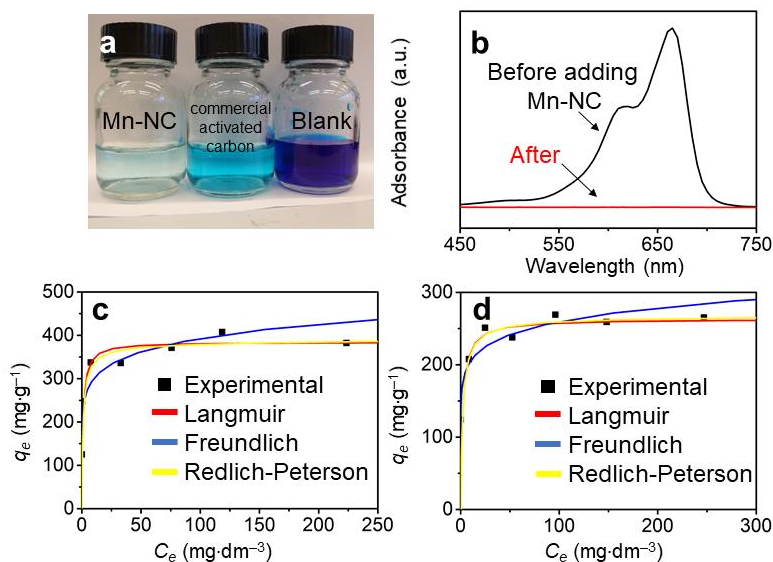 a
Mn-NC
commercial
activated
carbon
Blank
b
Adsorbance (a.u.)
Before adding
Mn-NC
After
450
550
650
750
Wavelength (nm)
c
500
400
300
200
100
0
qe (mg·g–1)
Experimental
Langmuir
Freundlich
Redlich-Peterson
0
50
100
150
200
250
Ce (mg·dm–3)
d
300
200
100
0
qe (mg·g–1)
Experimental
Langmuir
Freundlich
Redlich-Peterson
0
100
200
300
Ce (mg·dm–3)